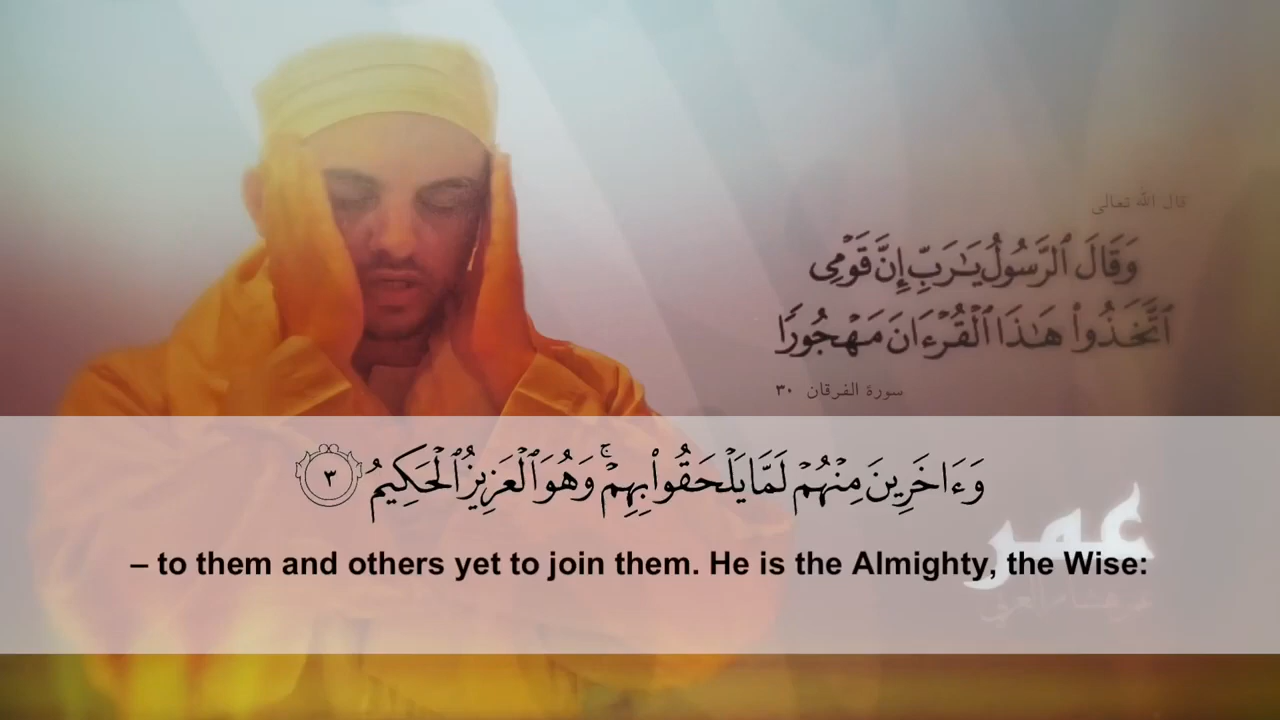 قال الله تعالى
وَقَالَ ٱلرَّسُولُ يَٰرَبِّ إِنَّ قَوْمِى
ٱتَّخَذُوا۟ هَٰذَا ٱلْقُرْءَانَ مَهْجُورًا
سورة الفرقان ٣٠
وَءَاخَرِينَ مِنْهُمْ لَمَّا يَلْحَقُوا۟ بِهِمْ ۚ وَهُوَ ٱلْعَزِيزُ ٱلْحَكِيمُ ٣
– to them and others yet to join them. He is the Almighty, the Wise:
عمر